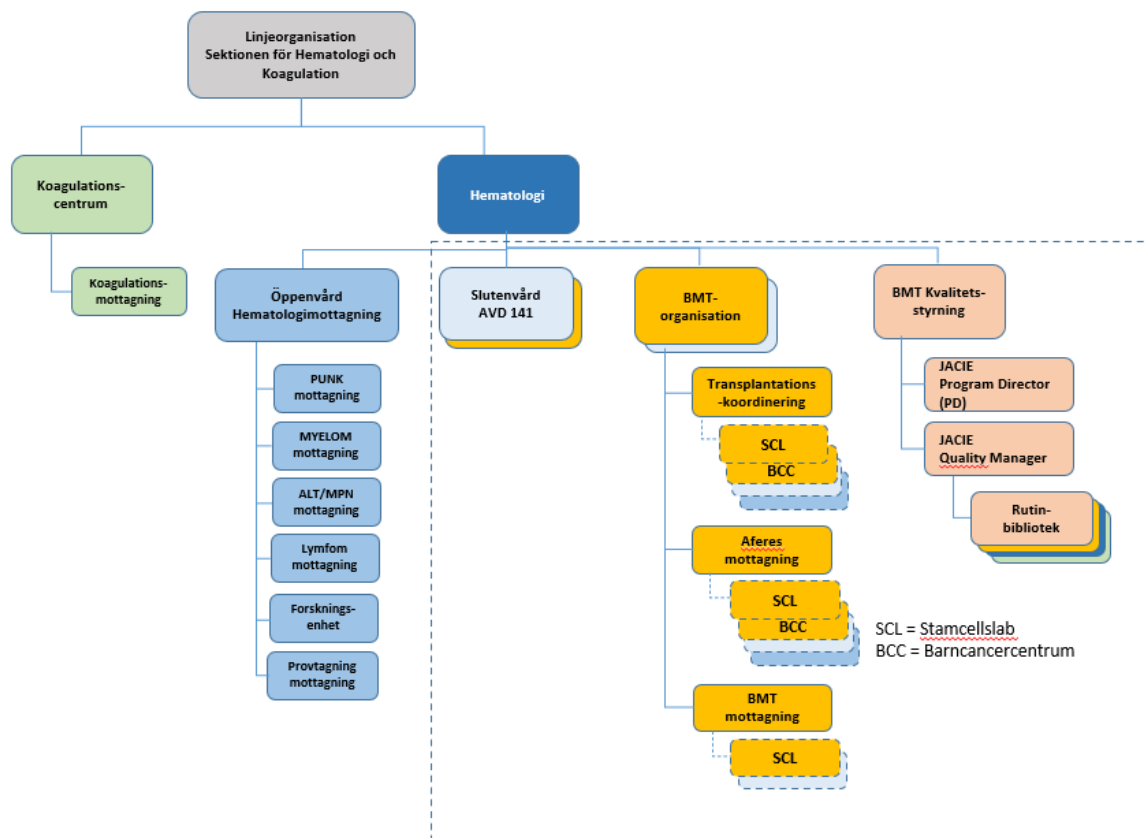 Linjeorganisation
Sektionen för Hematologi och
Koagulation
Koagulations-
centrum
Hematologi
Koagulations-
mottagning
Öppenvård
Hematologimottagning
Slutenvård
AVD 141
BMT-
organisation
BMT Kvalitets-
styrning
PUNK
mottagning
MYELOM
mottagning
ALT/MPN
mottagning
Lymfom
mottagning
Forsknings-
enhet
Provtagning
mottagning
Transplantations
-koordinering
SCL
BCC
Aferes
mottagning
SCL
BCC
BMT
mottagning
SCL
JACIE
Program Director
(PD)
JACIE
Quality Manager
Rutin-
bibliotek
SCL = Stamcellslab
BCC = Barncancercentrum